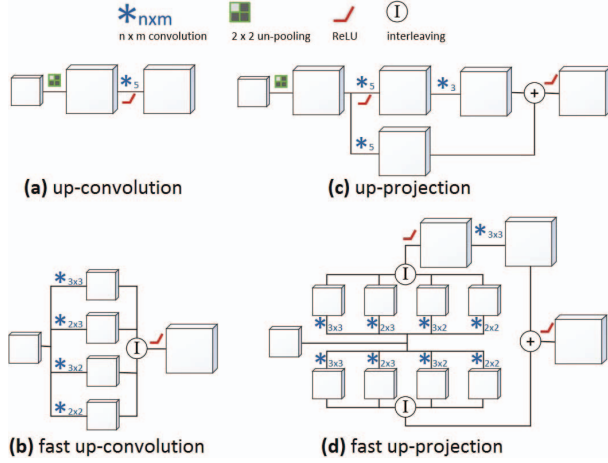 *nxm
n x m convolution
2 x 2 un-pooling
ReLU
I
interleaving
*5
*5
*3
+
*5
(a) up-convolution
(c) up-projection
*3x3
*2x3
*3x2
*2x2
I
(b) fast up-convolution
*3x3
I
*3x3
*2x3
*3x2
*2x2
*3x3
*2x3
*3x2
*2x2
+
I
(d) fast up-projection